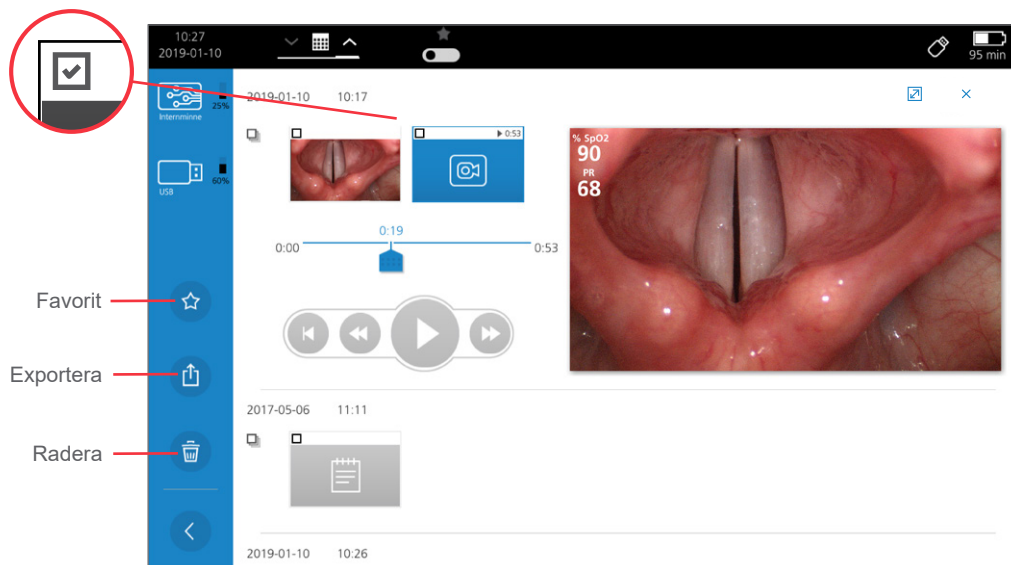 10:27
2019-01-10
95 min
Internminne
25%
USB
60%
Favorit
Exportera
Radera
2019-01-10 10:17
0:53
0:19
0:00
0:53
% SpO2
90
PR
68
2017-05-06 11:11
2019-01-10 10:26